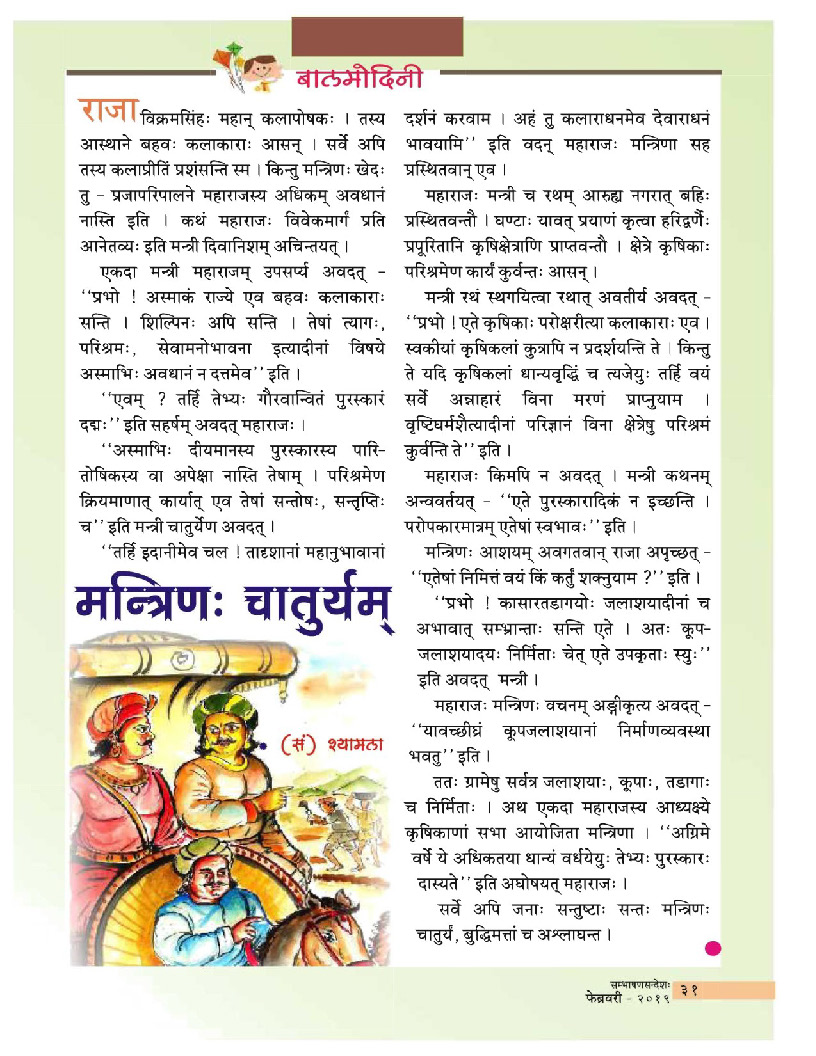 बालमोदिनी
राजा विक्रमसिंहः महान् कलापोषकः । तस्य
आस्थाने बहवः कलाकाराः आसन् । सर्वे अपि
तस्य कलाप्रीतिं प्रशंसन्ति स्म । किन्तु मन्त्रिणः खेदः
तु – प्रजापरिपालने महाराजस्य अधिकम् अवधानं
नास्ति इति । कथं महाराजः विवेकमार्गं प्रति
आनेतव्यः इति मन्त्री दिवानिशम् अचिन्तयत् ।
एकदा मन्त्री महाराजम् उपसर्प्य अवदत् –
‘‘प्रभो ! अस्माकं राज्ये एव बहवः कलाकाराः
सन्ति । शिल्पिनः अपि सन्ति । तेषां त्यागः,
परिश्रमः, सेवामनोभावना इत्यादीनां विषये
अस्माभिः अवधानं न दत्तमेव’’ इति ।
‘‘एवम् ? तर्हि तेभ्यः गौरवान्वितं पुरस्कारं
दद्मः’’ इति सहर्षम् अवदत् महाराजः ।
‘‘अस्माभिः दीयमानस्य पुरस्कारस्य पारि-
तोषिकस्य वा अपेक्षा नास्ति तेषाम् । परिश्रमेण
क्रियमाणात् कार्यात् एव तेषां सन्तोषः, सन्तृप्तिः
च’’ इति मन्त्री चातुर्येण अवदत् ।
‘‘तर्हि इदानीमेव चल ! तादृशानां महानुभावानां
मन्त्रिणः चातुर्यम्
• (सं) श्यामला
दर्शनं करवाम । अहं तु कलाराधनमेव देवाराधनं
भावयामि’’ इति वदन् महाराजः मन्त्रिणा सह
प्रस्थितवान् एव ।
महाराजः मन्त्री च रथम् आरुह्य नगरात् बहिः
प्रस्थितवन्तौ । घण्टाः यावत् प्रयाणं कृत्वा हरिद्वर्णैः
प्रपूरितानि कृषिक्षेत्राणि प्राप्तवन्तौ । क्षेत्रे कृषिकाः
परिश्रमेण कार्यं कुर्वन्तः आसन् ।
मन्त्री रथं स्थगयित्वा रथात् अवतीर्य अवदत् –
‘‘प्रभो ! एते कृषिकाः परोक्षरीत्या कलाकाराः एव ।
स्वकीयां कृषिकलां कुत्रापि न प्रदर्शयन्ति ते । किन्तु
ते यदि कृषिकलां धान्यवृद्धिं च त्यजेयुः तर्हि वयं
सर्वे अन्नाहारं विना मरणं प्राप्नुयाम ।
वृष्टिघर्मशैत्यादीनां परिज्ञानं विना क्षेत्रेषु परिश्रमं
कुर्वन्ति ते’’ इति ।
महाराजः किमपि न अवदत् । मन्त्री कथनम्
अन्ववर्तयत् – ‘‘एते पुरस्कारादिकं न इच्छन्ति ।
परोपकारमात्रम् एतेषां स्वभावः’’ इति ।
मन्त्रिणः आशयम् अवगतवान् राजा अपृच्छत् –
‘‘एतेषां निमित्तं वयं किं कर्तुं शक्नुयाम ?’’ इति ।
‘‘प्रभो ! कासारतडागयोः जलाशयादीनां च
अभावात् सम्भ्रान्ताः सन्ति एते । अतः कूप-
जलाशयादयः निर्मिताः चेत् एते उपकृताः स्युः’’
इति अवदत् मन्त्री ।
महाराजः मन्त्रिणः वचनम् अङ्गीकृत्य अवदत् –
‘‘यावच्छीघ्रं कूपजलाशयानां निर्माणव्यवस्था
भवतु’’ इति ।
ततः ग्रामेषु सर्वत्र जलाशयाः, कूपाः, तडागाः
च निर्मिताः । अथ एकदा महाराजस्य आध्यक्ष्ये
कृषिकाणां सभा आयोजिता मन्त्रिणा । ‘‘अग्रिमे
वर्षे ये अधिकतया धान्यं वर्धयेयुः तेभ्यः पुरस्कारः
दास्यते’’ इति अघोषयत् महाराजः ।
सर्वे अपि जनाः सन्तुष्टाः सन्तः मन्त्रिणः
चातुर्यं, बुद्धिमत्तां च अश्लाघन्त ।
सम्भाषणसन्देशः
फेब्रवरी – २०१९ ३१